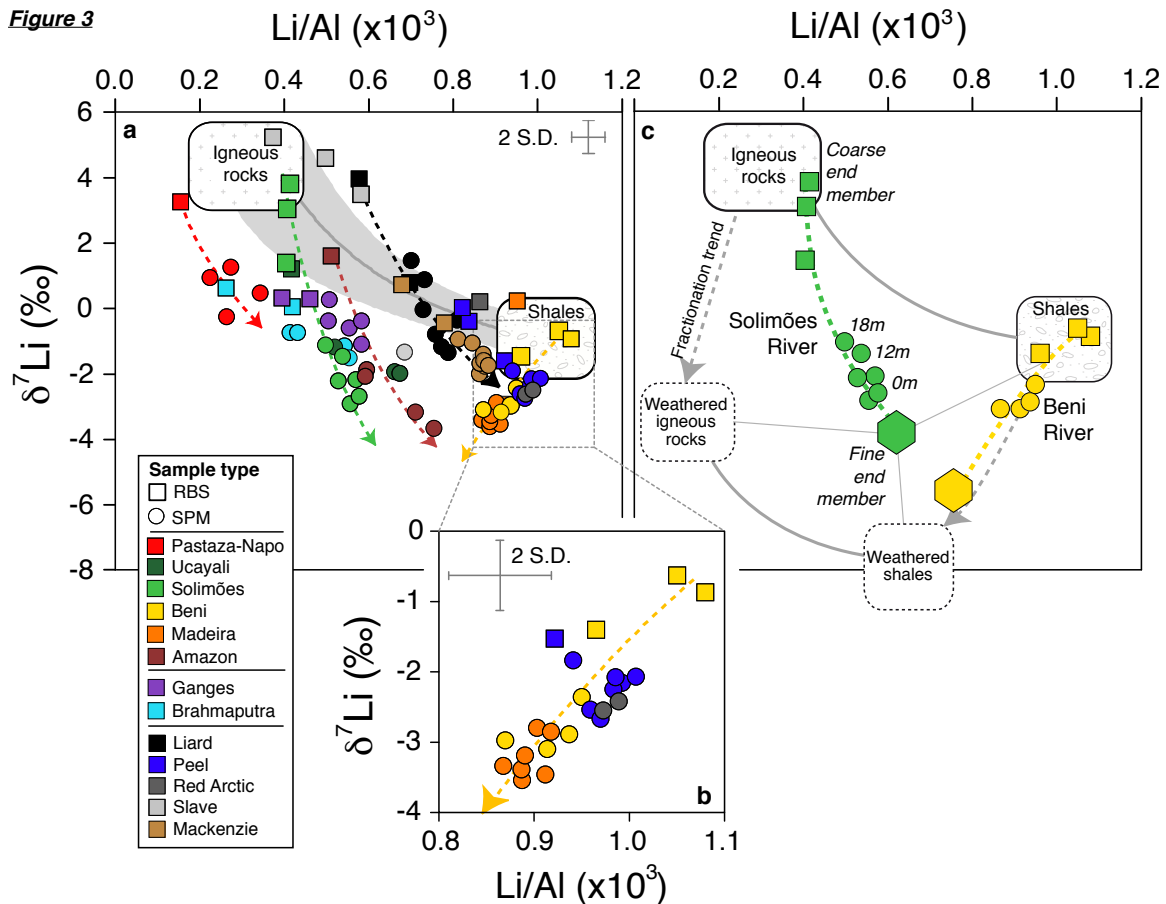 Figure 3
Li/Al (x10³)
0.0 0.2 0.4 0.6 0.8 1.0 1.2
6
4
2
0
-2
-4
-6
-8
δ⁷Li (‰)
a
2 S.D.
Igneous
rocks
Shales
Sample type
RBS
SPM
Pastaza-Napo
Ucayali
Solimões
Beni
Madeira
Amazon
Ganges
Brahmaputra
Liard
Peel
Red Arctic
Slave
Mackenzie
Li/Al (x10³)
0.2 0.4 0.6 0.8 1.0 1.2
c
Igneous
rocks
Coarse
end
member
Fractionation trend
Solimões
River
18m
12m
0m
Shales
Beni
River
Weathered
igneous
rocks
Fine
end
member
Weathered
shales
0
-1
-2
-3
-4
δ⁷Li (‰)
2 S.D.
b
0.8 0.9 1.0 1.1
Li/Al (x10³)